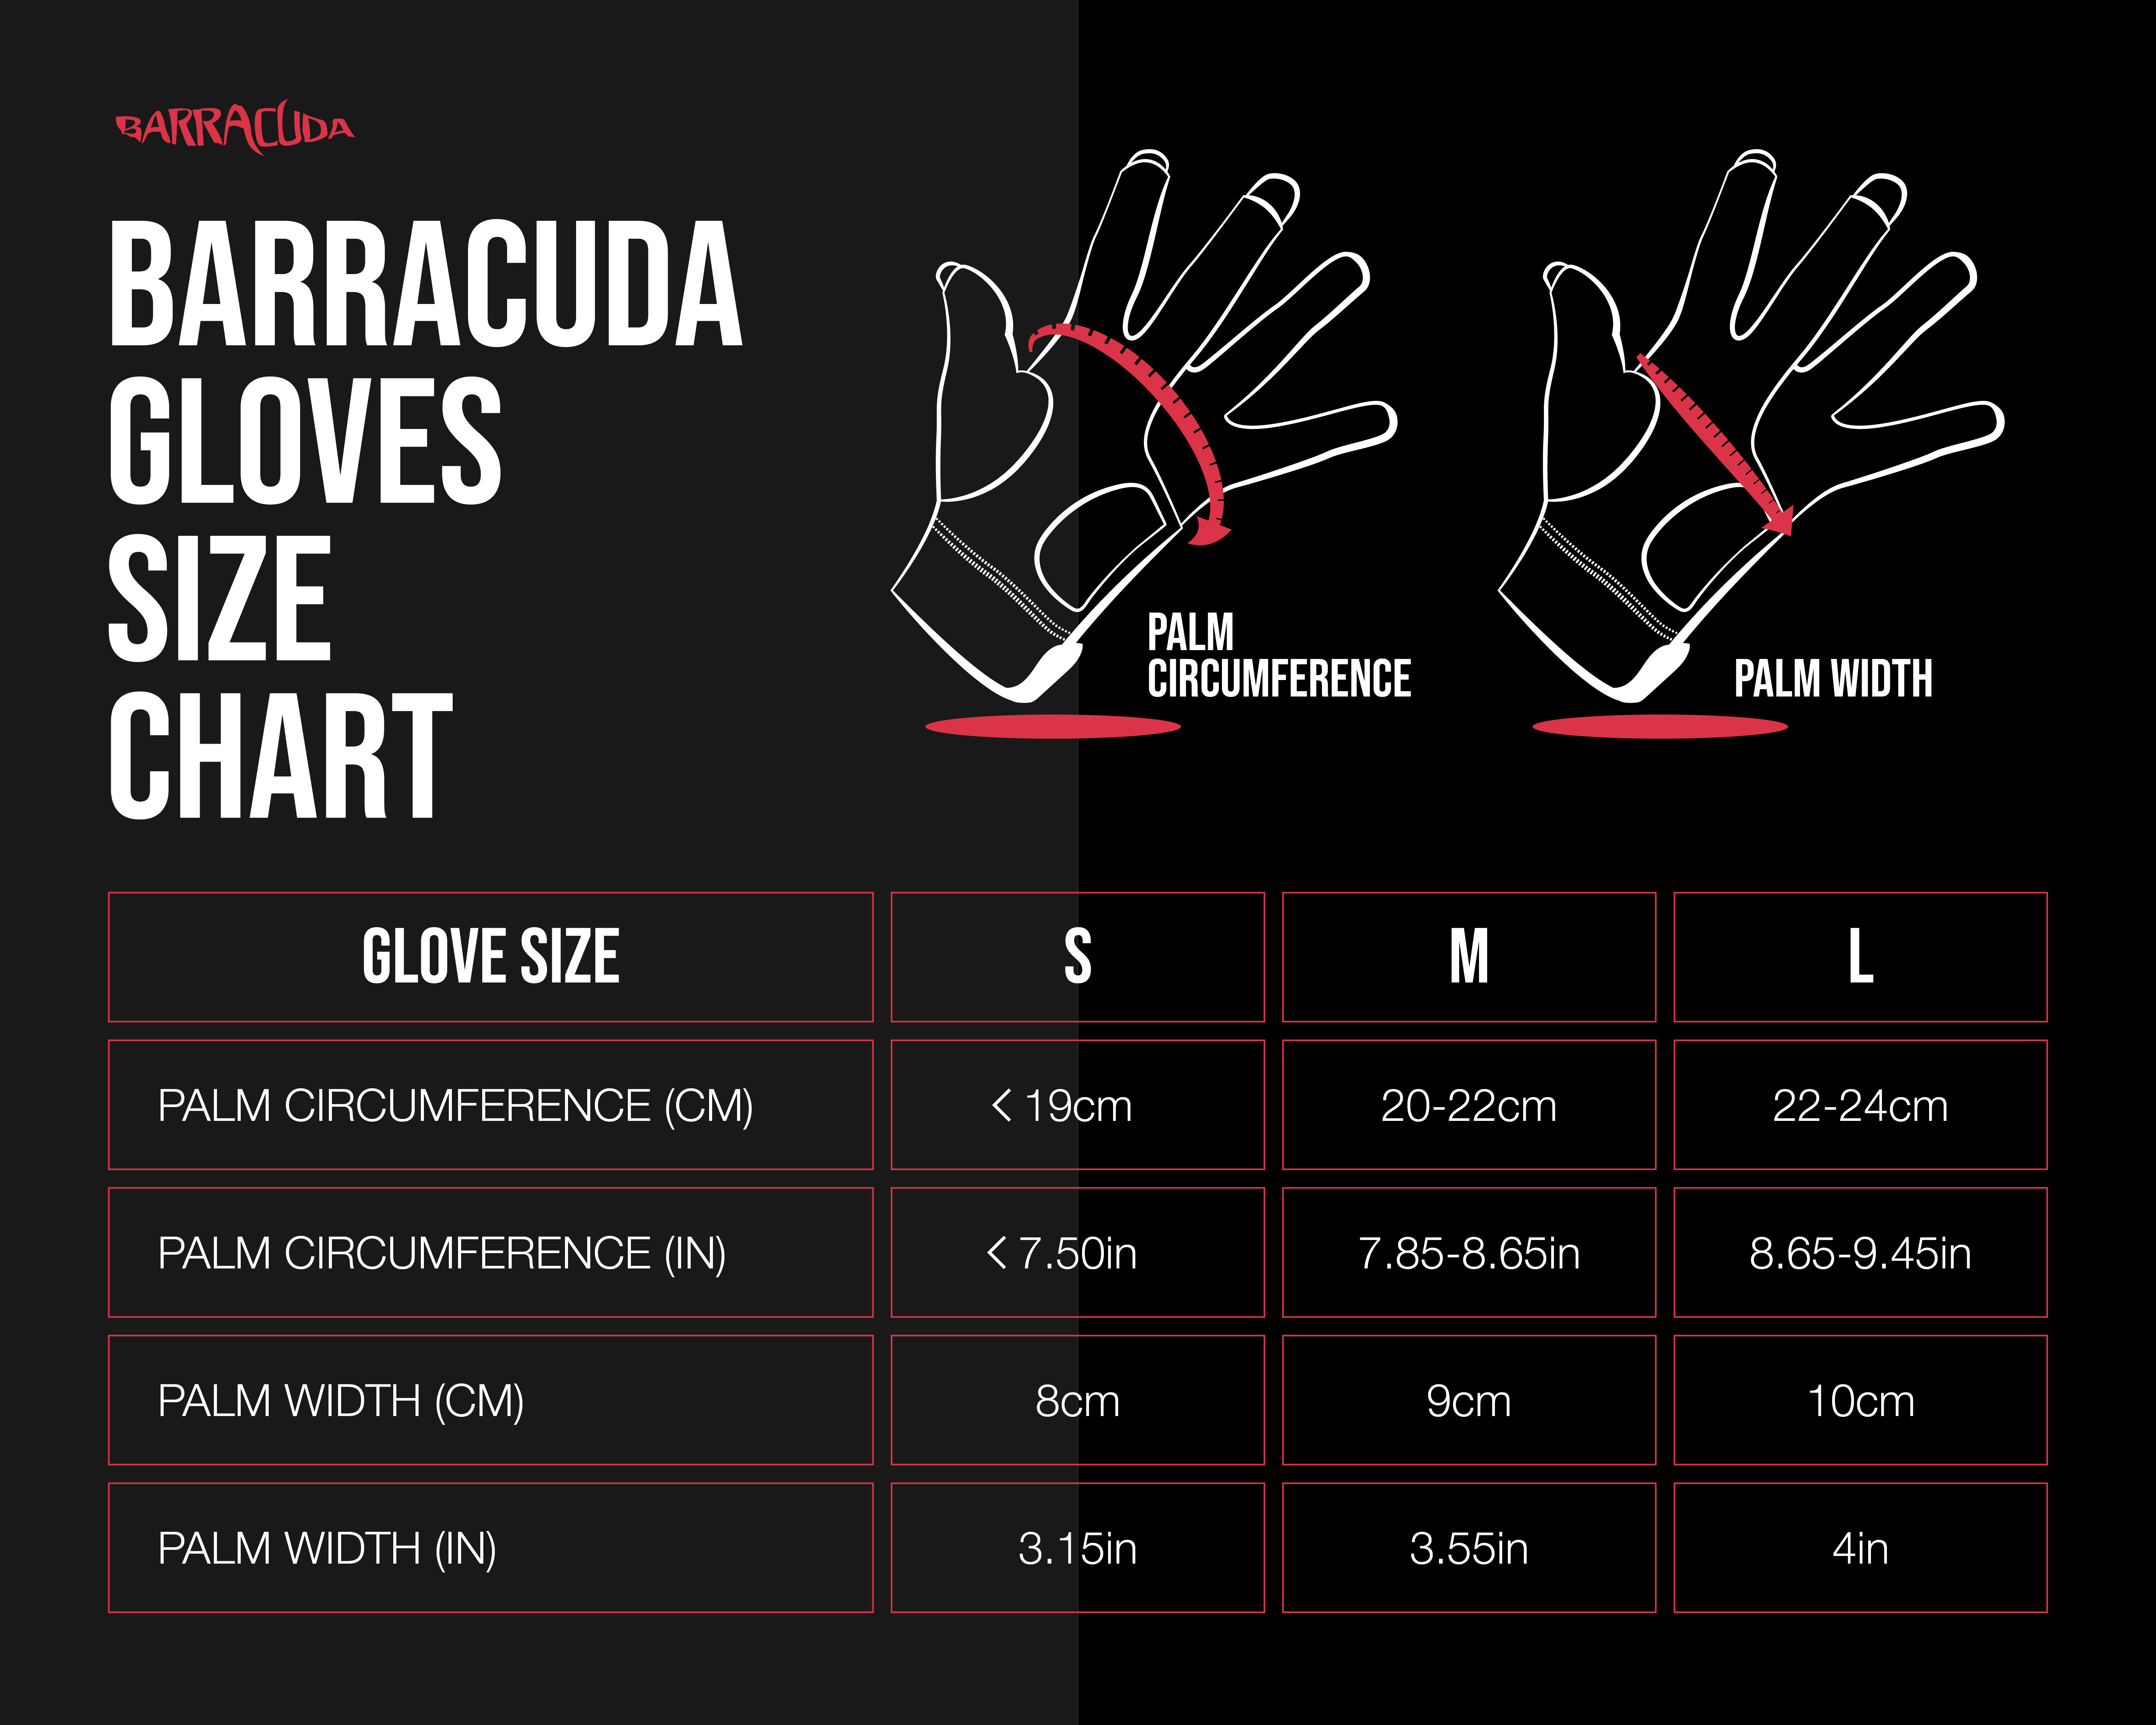 BARRACUDA
BARRACUDA
GLOVES
SIZE
CHART
PALM
CIRCUMFERENCE
PALM WIDTH
GLOVE SIZE S M L
PALM CIRCUMFERENCE (CM) < 19cm 20-22cm 22-24cm
PALM CIRCUMFERENCE (IN) < 7.50in 7.85-8.65in 8.65-9.45in
PALM WIDTH (CM) 8cm 9cm 10cm
PALM WIDTH (IN) 3.15in 3.55in 4in